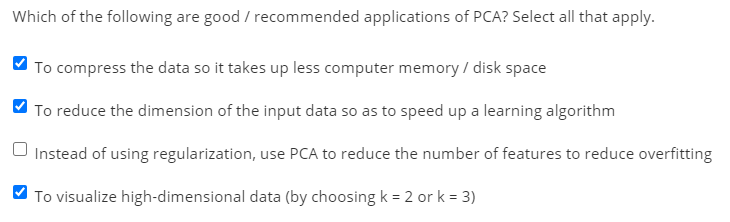 Which of the following are good / recommended applications of PCA? Select all that apply.
To compress the data so it takes up less computer memory / disk space
To reduce the dimension of the input data so as to speed up a learning algorithm
Instead of using regularization, use PCA to reduce the number of features to reduce overfitting
To visualize high-dimensional data (by choosing k = 2 or k = 3)